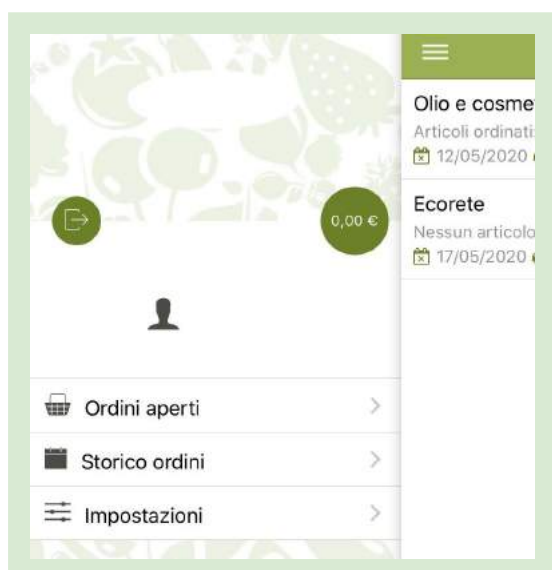 0,00 €
Ordini aperti
Storico ordini
Impostazioni
Olio e
Articoli ordinati:
12/05/2020
Ecorete
Nessun articolo
17/05/2020